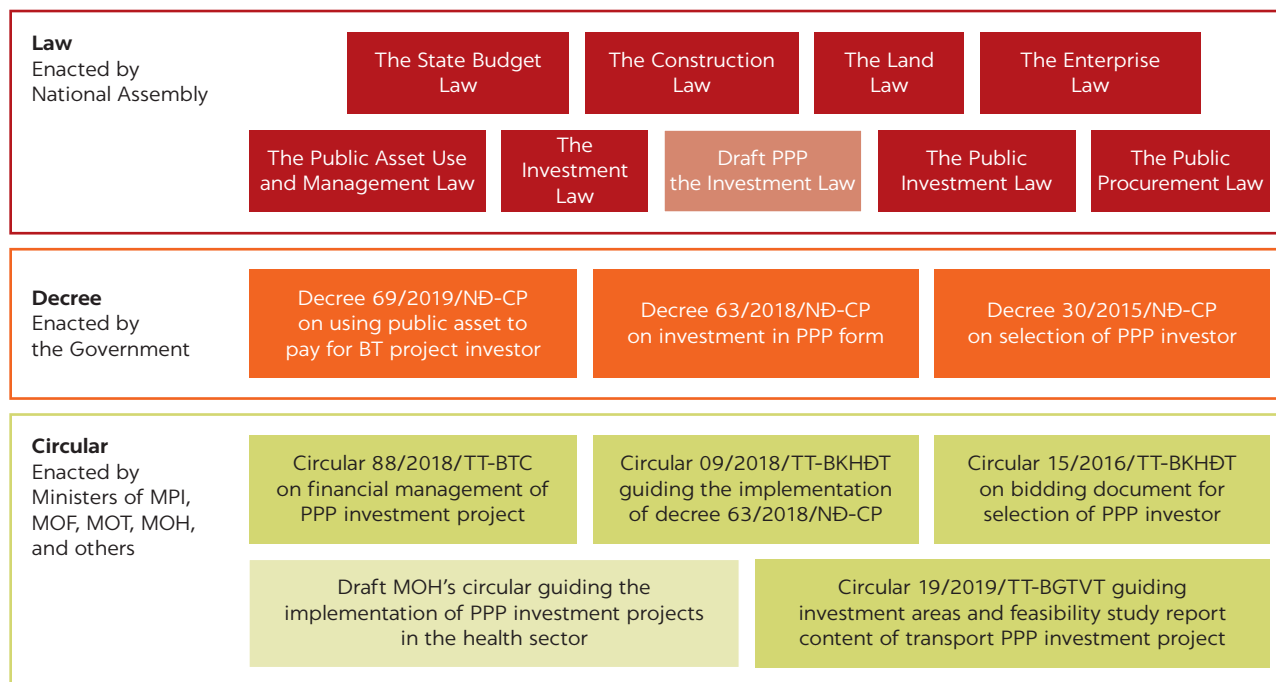 Law
Enacted by
National Assembly
The State Budget
Law
The Construction
Law
The Land
Law
The Enterprise
Law
The Public Asset Use
and Management Law
The
Investment
Law
Draft PPP
the Investment Law
The Public
Investment Law
The Public
Procurement Law
Decree
Enacted by
the Government
Decree 69/2019/NĐ-CP
on using public asset to
pay for BT project investor
Decree 63/2018/NĐ-CP
on investment in PPP form
Decree 30/2015/NĐ-CP
on selection of PPP investor
Circular
Enacted by
Ministers of MPI,
MOF, MOT, MOH,
and others
Circular 88/2018/TT-BTC
on financial management of
PPP investment project
Circular 09/2018/TT-BKHĐT
guiding the implementation
of decree 63/2018/NĐ-CP
Circular 15/2016/TT-BKHĐT
on bidding document for
selection of PPP investor
Draft MOH's circular guiding the
implementation of PPP investment projects
in the health sector
Circular 19/2019/TT-BGTVT guiding
investment areas and feasibility study report
content of transport PPP investment project